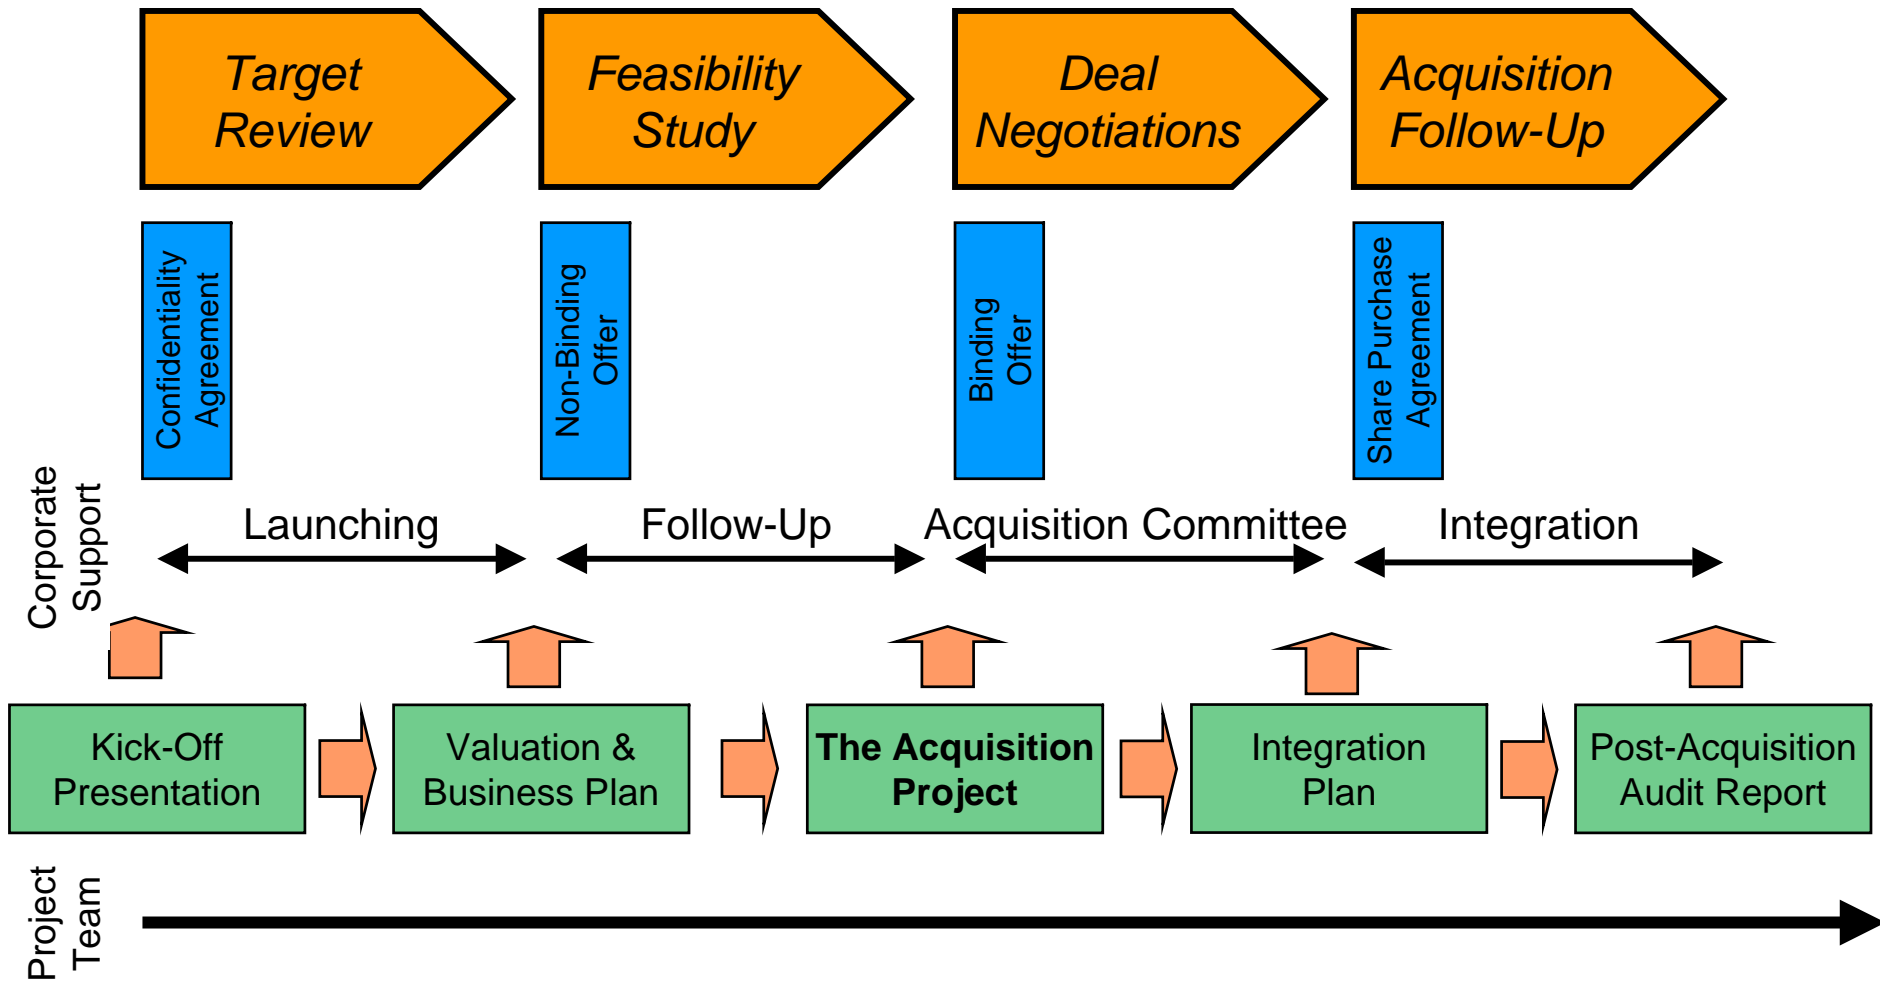 Target
Review
Feasibility
Study
Deal
Negotiations
Acquisition
Follow-Up
Confidentiality
Agreement
Non-Binding
Offer
Binding
Offer
Share Purchase
Agreement
Corporate
Support
Launching
Follow-Up
Acquisition Committee
Integration
Kick-Off
Presentation
Valuation &
Business Plan
The Acquisition
Project
Integration
Plan
Post-Acquisition
Audit Report
Project
Team